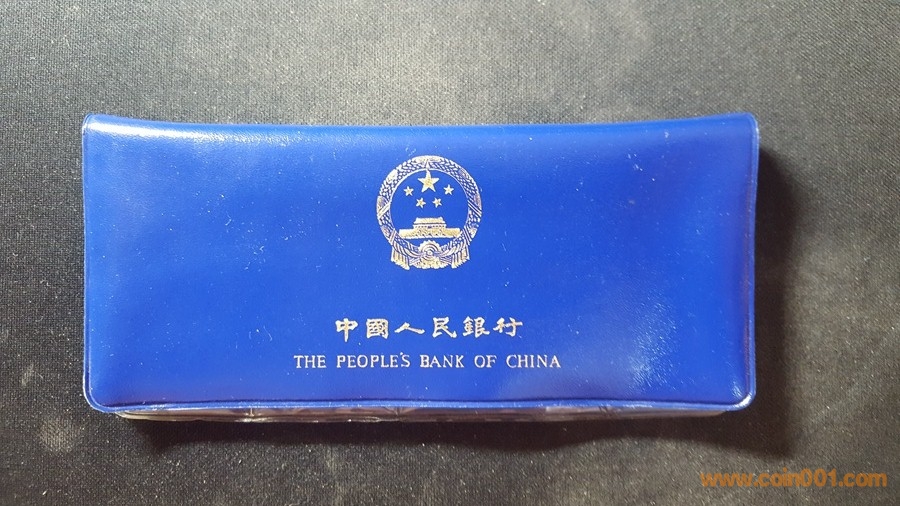 中國人民銀行
THE PEOPLE'S BANK OF CHINA
www.coin001.com